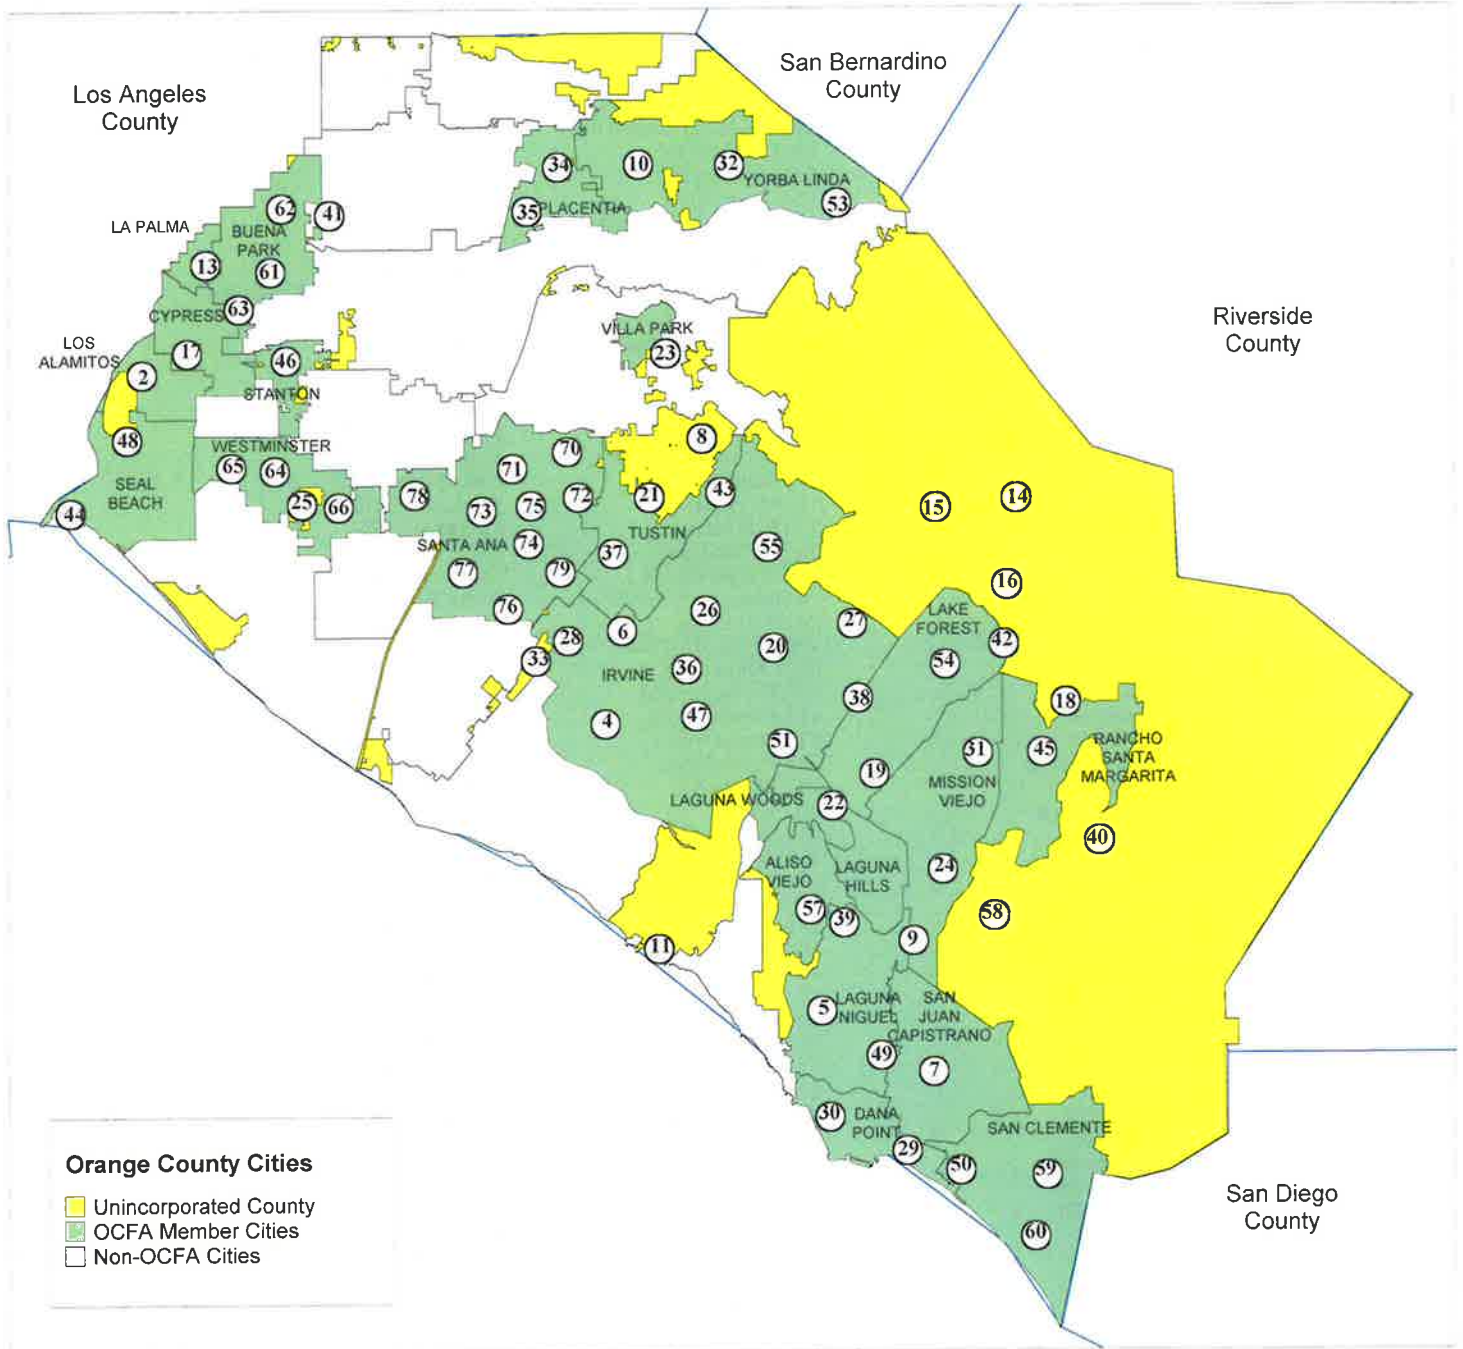 San Bernardino
County
Los Angeles
County
34
10
32
YORBA LINDA
53
62
41
35
PLACENTIA
LA PALMA
BUENA
PARK
13
61
63
CYPRESS
Riverside
County
VILLA PARK
23
LOS
ALAMITOS
17
46
2
STANTON
48
WESTMINSTER
65
64
70
8
71
SEAL
BEACH
25
66
78
73
75
72
21
43
15
14
44
TUSTIN
SANTA ANA
74
37
55
77
79
16
76
26
6
27
LAKE
FOREST
28
20
42
33
36
54
IRVINE
38
18
4
47
51
31
45
RANCHO
SANTA
MARGARITA
19
MISSION
VIEJO
LAGUNA WOODS
22
40
ALISO
VIEJO
LAGUNA
HILLS
24
57
39
58
9
11
5
LAGUNA
NIGUEL
SAN
JUAN
CAPISTRANO
49
7
30
DANA
POINT
SAN CLEMENTE
29
50
59
60
San Diego
County
Orange County Cities
Unincorporated County
OCFA Member Cities
Non-OCFA Cities